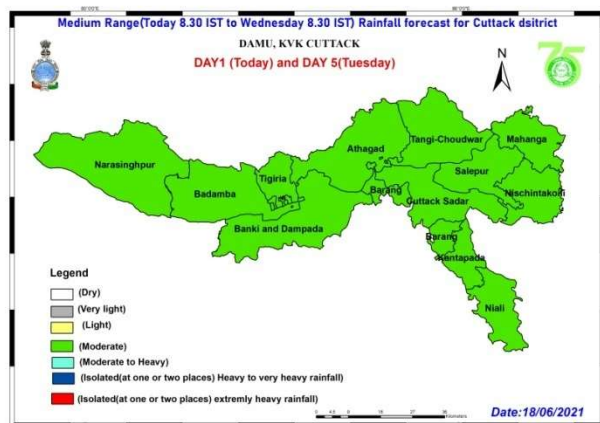 Medium Range(Today 8.30 IST to Wednesday 8.30 IST) Rainfall forecast for Cuttack dsitrict
DAMU, KVK CUTTACK
DAY1 (Today) and DAY 5(Tuesday)
N
75
Narasinghpur
Badamba
Tigiria
Banki and Dampada
Athagad
Tangi-Choudwar
Mahanga
Salepur
Nischintakoili
Barang
Cuttack Sadar
Barang
Kantapada
Niali
Legend
(Dry)
(Very light)
(Light)
(Moderate)
(Moderate to Heavy)
(Isolated(at one or two places) Heavy to very heavy rainfall)
(Isolated(at one or two places) extremly heavy rainfall)
Date:18/06/2021